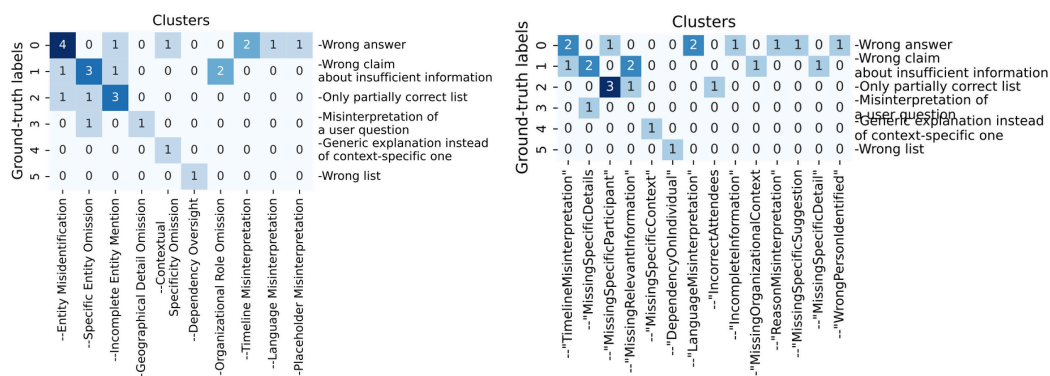 Clusters
Ground-truth labels
0 4 0 1 0 1 0 0 2 1 1 -Wrong answer
1 1 3 1 0 0 0 2 0 0 0 -Wrong claim
about insufficient information
2 1 1 3 0 0 0 0 0 0 0 -Only partially correct list
3 0 1 0 1 0 0 0 0 0 0 -Misinterpretation of
a user question
4 0 0 0 0 1 0 0 0 0 0 -Generic explanation instead
of context-specific one
5 0 0 0 0 0 1 0 0 0 0 -Wrong list
--Entity Misidentification
--Specific Entity Omission
--Incomplete Entity Mention
-Geographical Detail Omission
--Contextual
Specificity Omission
--Dependency Oversight
-Organizational Role Omission
--Timeline Misinterpretation
--Language Misinterpretation
-Placeholder Misinterpretation
Clusters
Ground-truth labels
0 2 0 1 0 0 0 2 0 1 0 1 1 0 1 -Wrong answer
1 1 2 0 2 0 0 0 0 0 1 0 0 1 0 -Wrong claim
about insufficient information
2 0 0 3 1 0 0 0 1 0 0 0 0 0 0 -Only partially correct list
3 0 1 0 0 0 0 0 0 0 0 0 0 0 0 -Misinterpretation of
a user question
4 0 0 0 0 1 0 0 0 0 0 0 0 0 0 -Generic explanation instead
of context-specific one
5 0 0 0 0 0 1 0 0 0 0 0 0 0 0 -Wrong list
--"TimelineMisinterpretation"
--"MissingSpecificDetails
--"MissingSpecificParticipant"
-"MissingRelevantInformation"
--"MissingSpecificContext"
--"DependencyOnIndividual"
--"LanguageMisinterpretation"
--"IncorrectAttendees
--"IncompleteInformation"
-"MissingOrganizationalContext
--"ReasonMisinterpretation"
--"MissingSpecificSuggestion
--"MissingSpecificDetail"
--"WrongPersonIdentified"